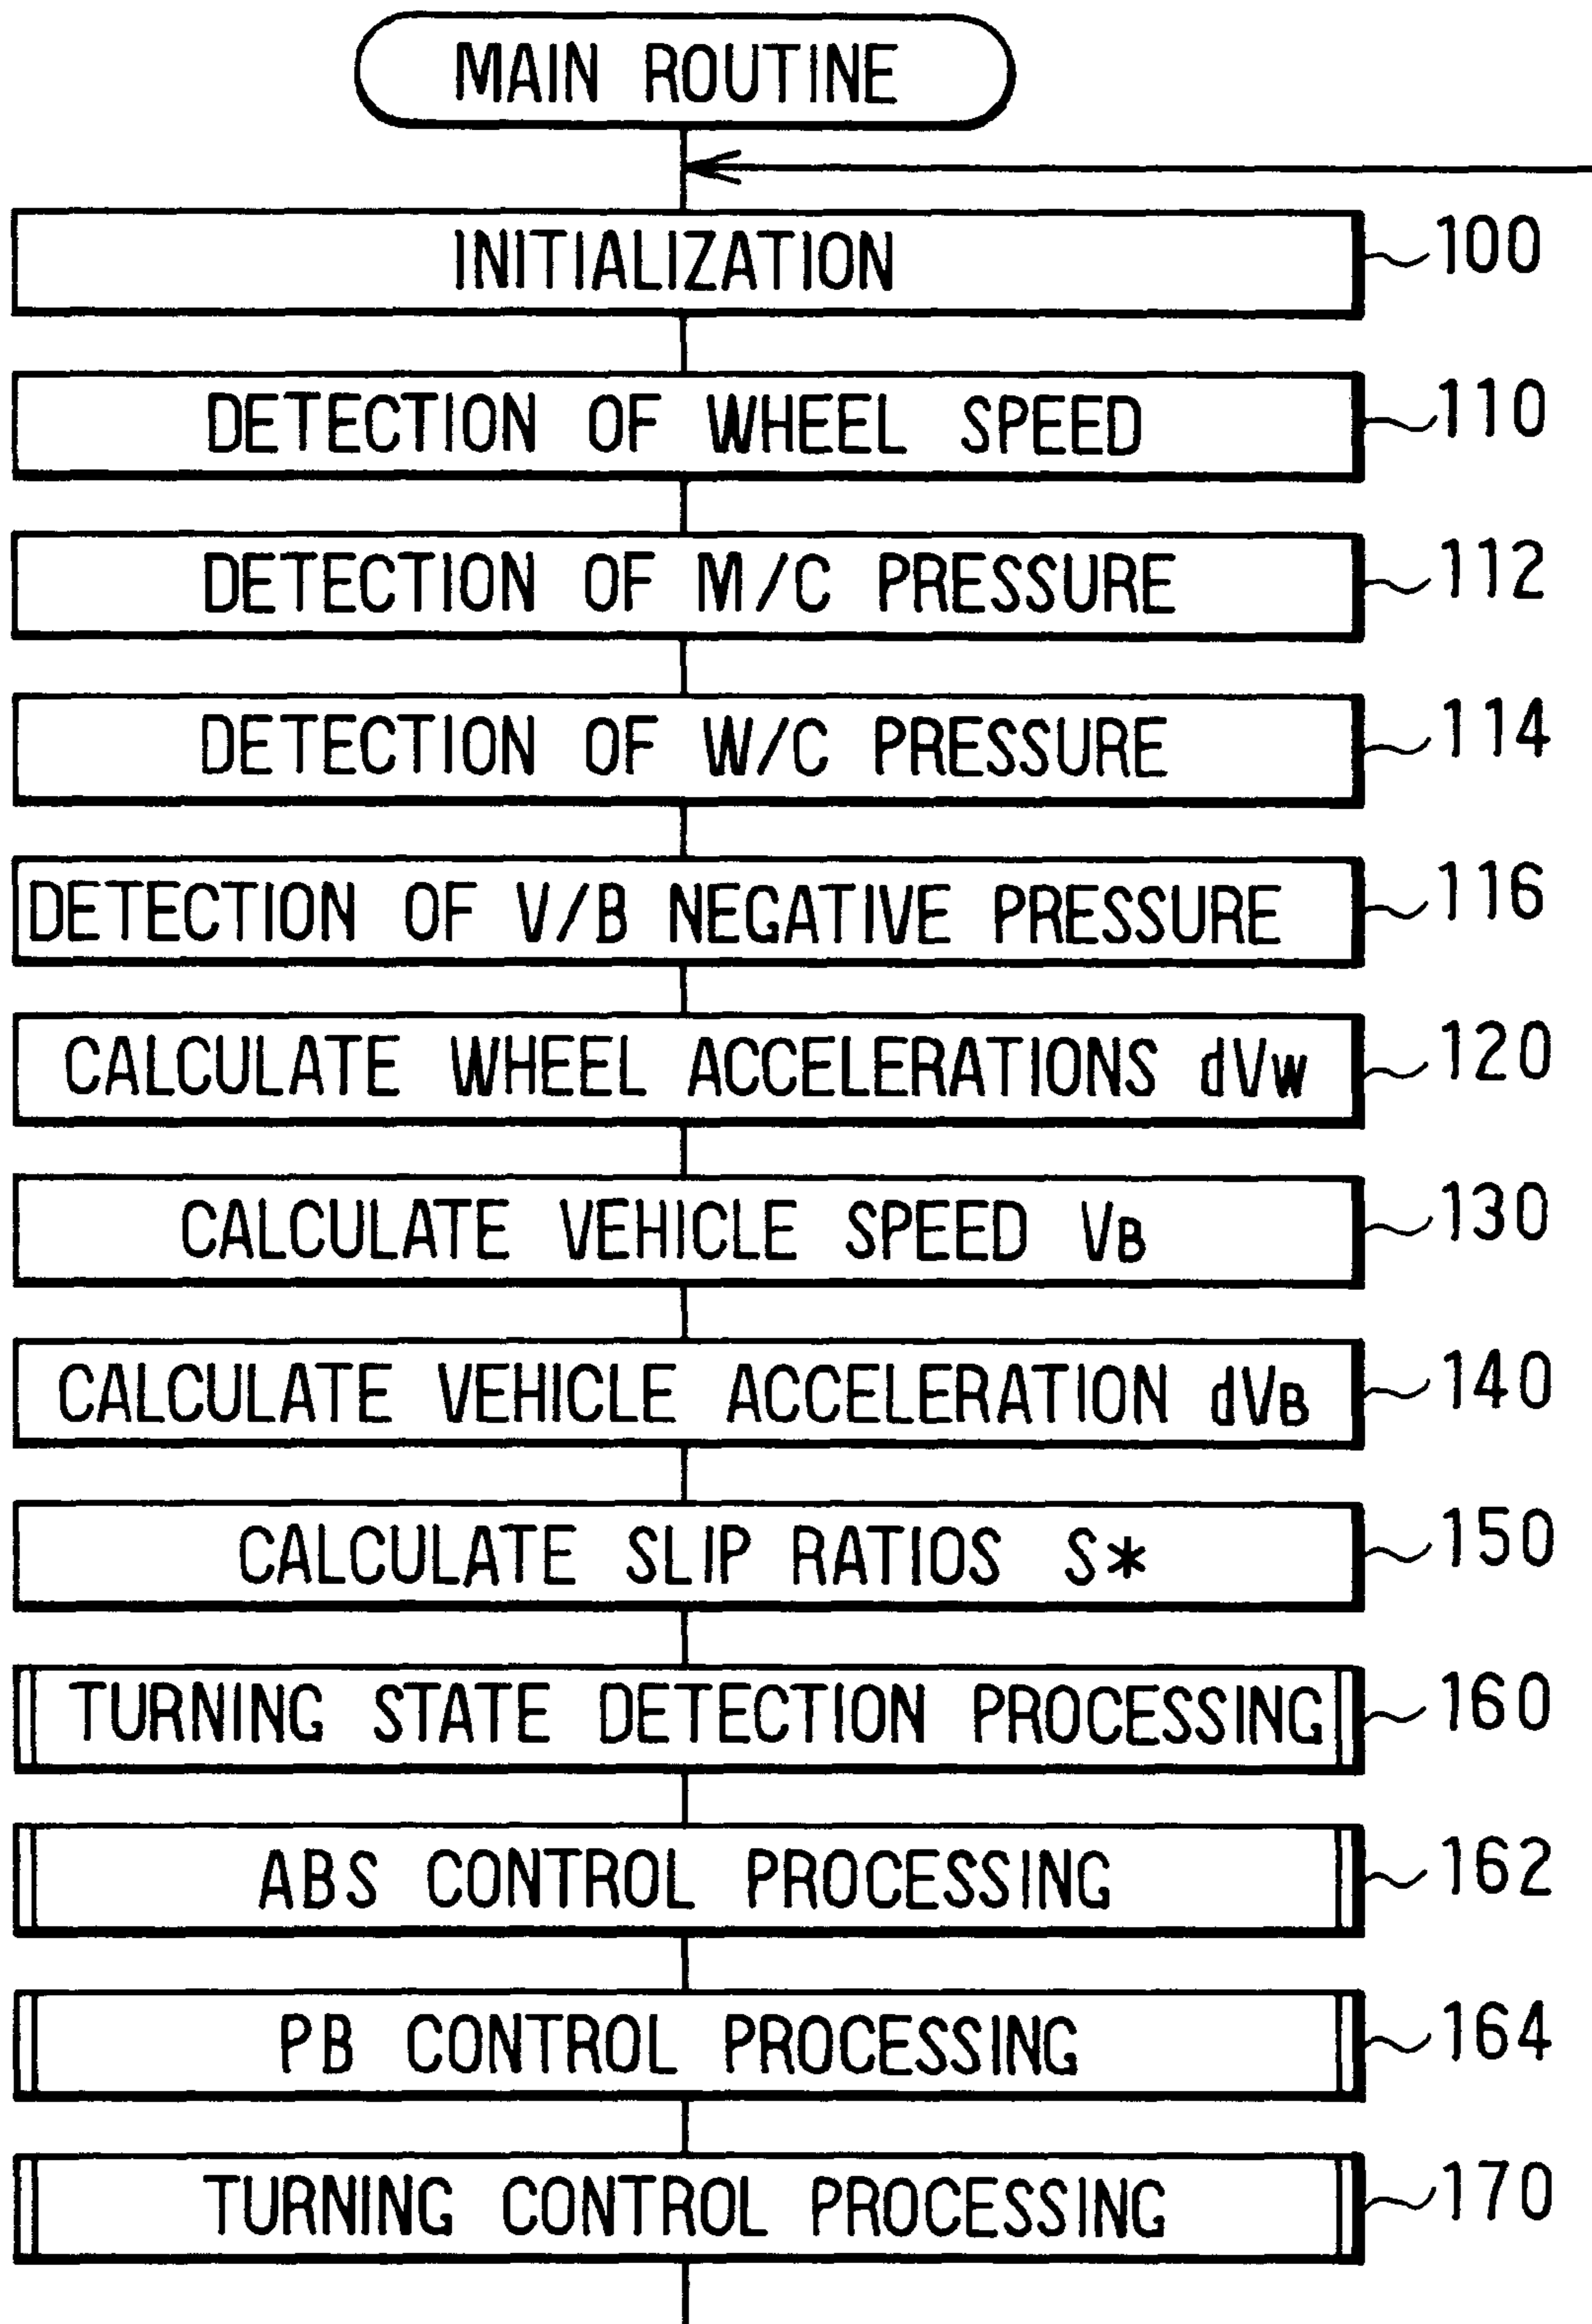 MAIN ROUTINE
INITIALIZATION 100
DETECTION OF WHEEL SPEED 110
DETECTION OF M/C PRESSURE 112
DETECTION OF W/C PRESSURE 114
DETECTION OF V/B NEGATIVE PRESSURE 116
CALCULATE WHEEL ACCELERATIONS dVW 120
CALCULATE VEHICLE SPEED VB 130
CALCULATE VEHICLE ACCELERATION dVB 140
CALCULATE SLIP RATIOS S* 150
TURNING STATE DETECTION PROCESSING 160
ABS CONTROL PROCESSING 162
PB CONTROL PROCESSING 164
TURNING CONTROL PROCESSING 170